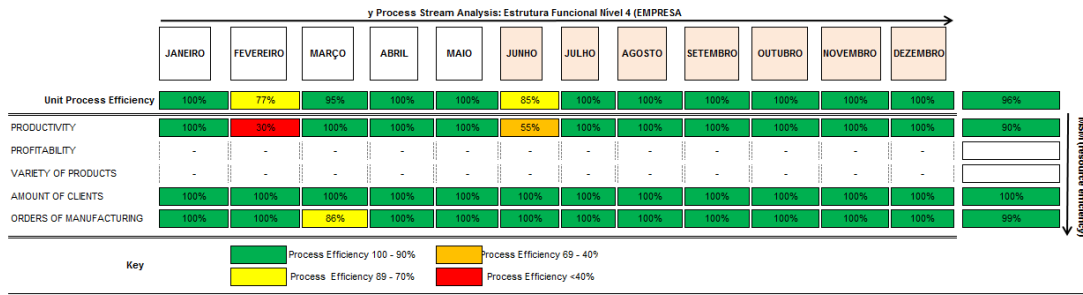 y Process Stream Analysis: Estrutura Funcional Nível 4 (EMPRESA
JANEIRO FEVEREIRO MARÇO ABRIL MAIO JUNHO JULHO AGOSTO SETEMBRO OUTUBRO NOVEMBRO DEZEMBRO
Unit Process Efficiency 100% 77% 95% 100% 100% 85% 100% 100% 100% 100% 100% 100% 96%
PRODUCTIVITY 100% 30% 100% 100% 100% 55% 100% 100% 100% 100% 100% 100% 90%
PROFITABILITY - - - - - - - - - - - -
VARIETY OF PRODUCTS - - - - - - - - - - - -
AMOUNT OF CLIENTS 100% 100% 100% 100% 100% 100% 100% 100% 100% 100% 100% 100% 100%
ORDERS OF MANUFACTURING 100% 100% 86% 100% 100% 100% 100% 100% 100% 100% 100% 100% 99%
MSM (resource efficiency)
Key
Process Efficiency 100 - 90% Process Efficiency 69 - 40%
Process Efficiency 89 - 70% Process Efficiency <40%